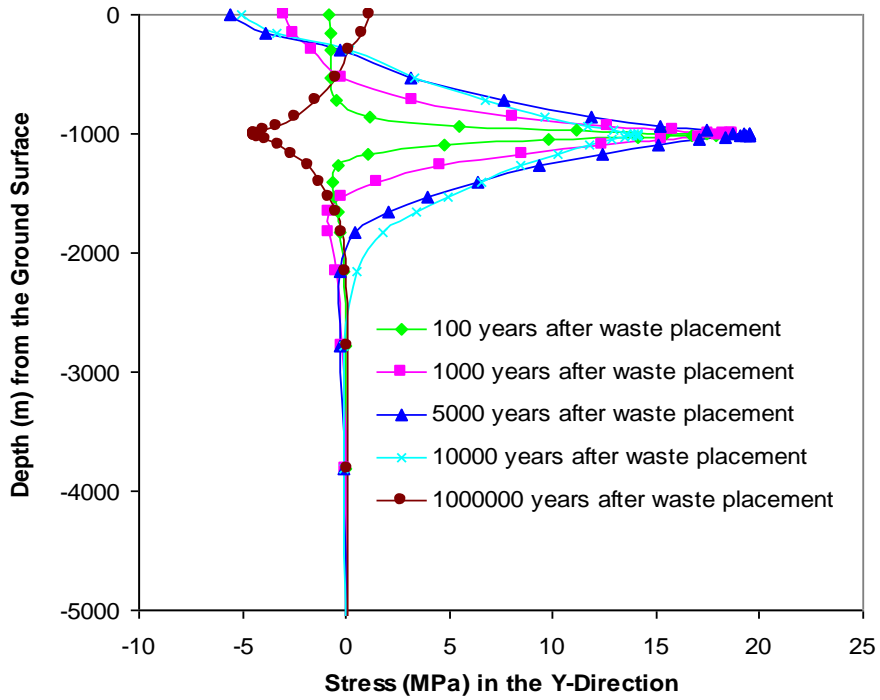 0
-1000
-2000
-3000
-4000
-5000
Depth (m) from the Ground Surface
100 years after waste placement
1000 years after waste placement
5000 years after waste placement
10000 years after waste placement
1000000 years after waste placement
-10 -5 0 5 10 15 20 25
Stress (MPa) in the Y-Direction